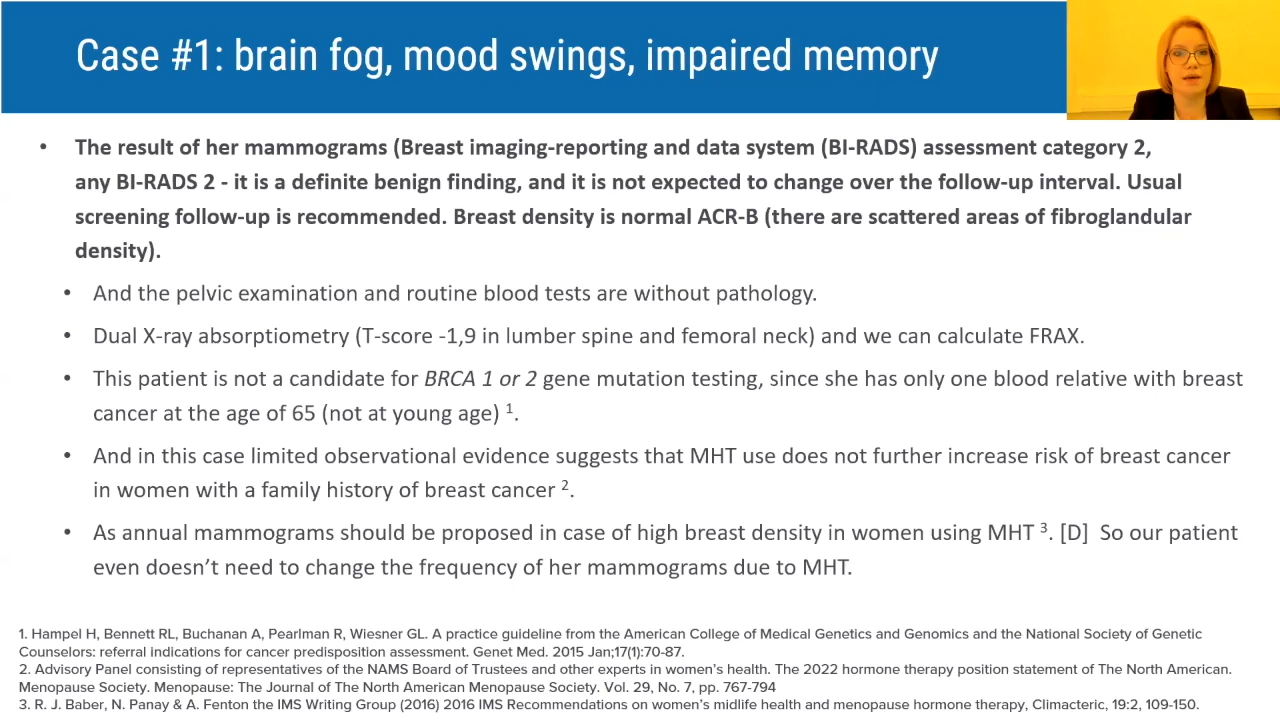 Case #1: brain fog, mood swings, impaired memory
• The result of her mammograms (Breast imaging-reporting and data system (BI-RADS) assessment category 2,
any BI-RADS 2 - it is a definite benign finding, and it is not expected to change over the follow-up interval. Usual
screening follow-up is recommended. Breast density is normal ACR-B (there are scattered areas of fibroglandular
density).
• And the pelvic examination and routine blood tests are without pathology.
• Dual X-ray absorptiometry (T-score -1,9 in lumber spine and femoral neck) and we can calculate FRAX.
• This patient is not a candidate for BRCA 1 or 2 gene mutation testing, since she has only one blood relative with breast
cancer at the age of 65 (not at young age) 1.
• And in this case limited observational evidence suggests that MHT use does not further increase risk of breast cancer
in women with a family history of breast cancer 2.
• As annual mammograms should be proposed in case of high breast density in women using MHT 3. [D] So our patient
even doesn’t need to change the frequency of her mammograms due to MHT.
1. Hampel H, Bennett RL, Buchanan A, Pearlman R, Wiesner GL. A practice guideline from the American College of Medical Genetics and Genomics and the National Society of Genetic
Counselors: referral indications for cancer predisposition assessment. Genet Med. 2015 Jan;17(1):70-87.
2. Advisory Panel consisting of representatives of the NAMS Board of Trustees and other experts in women’s health. The 2022 hormone therapy position statement of The North American.
Menopause Society. Menopause: The Journal of The North American Menopause Society. Vol. 29, No. 7, pp. 767-794
3. R. J. Baber, N. Panay & A. Fenton the IMS Writing Group (2016) 2016 IMS Recommendations on women’s midlife health and menopause hormone therapy, Climacteric, 19:2, 109-150.